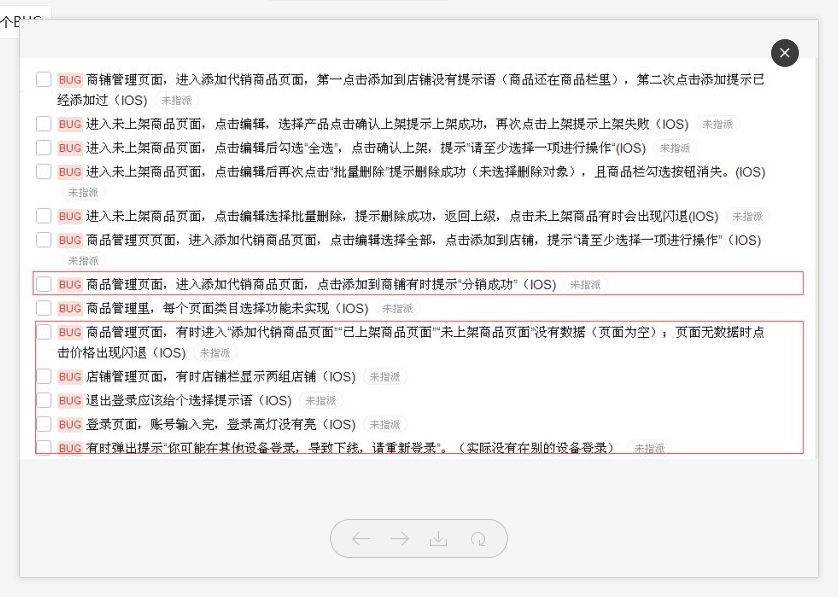 个BUG
BUG 商铺管理页面，进入添加代销商品页面，第一点击添加到店铺没有提示语（商品还在商品栏里），第二次点击添加提示已
经添加过（IOS） 未指派
BUG 进入未上架商品页面，点击编辑，选择产品点击确认上架提示上架成功，再次点击上架提示上架失败（IOS） 未指派
BUG 进入未上架商品页面，点击编辑后勾选“全选”，点击确认上架，提示”请至少选择一项进行操作“(IOS) 未指派
BUG 进入未上架商品页面，点击编辑后再次点击“批量删除”提示删除成功（未选择删除对象），且商品栏勾选按钮消失。(IOS)
未指派
BUG 进入未上架商品页面，点击编辑选择批量删除，提示删除成功，返回上级，点击未上架商品有时会出现闪退(IOS) 未指派
BUG 商品管理页页面，进入添加代销商品页面，点击编辑选择全部，点击添加到店铺，提示“请至少选择一项进行操作”（IOS）
未指派
BUG 商品管理页面，进入添加代销商品页面，点击添加到商铺有时提示“分销成功”（IOS） 未指派
BUG 商品管理里，每个页面类目选择功能未实现（IOS） 未指派
BUG 商品管理页面，有时进入“添加代销商品页面”“已上架商品页面”“未上架商品页面”没有数据（页面为空）；页面无数据时点
击价格出现闪退（IOS） 未指派
BUG 店铺管理页面，有时店铺栏显示两组店铺（IOS） 未指派
BUG 退出登录应该给个选择提示语（IOS） 未指派
BUG 登录页面，账号输入完，登录高灯没有亮（IOS） 未指派
BUG 有时弹出提示“你可能在其他设备登录，导致下线，请重新登录”。（实际没有在别的设备登录） 未指派